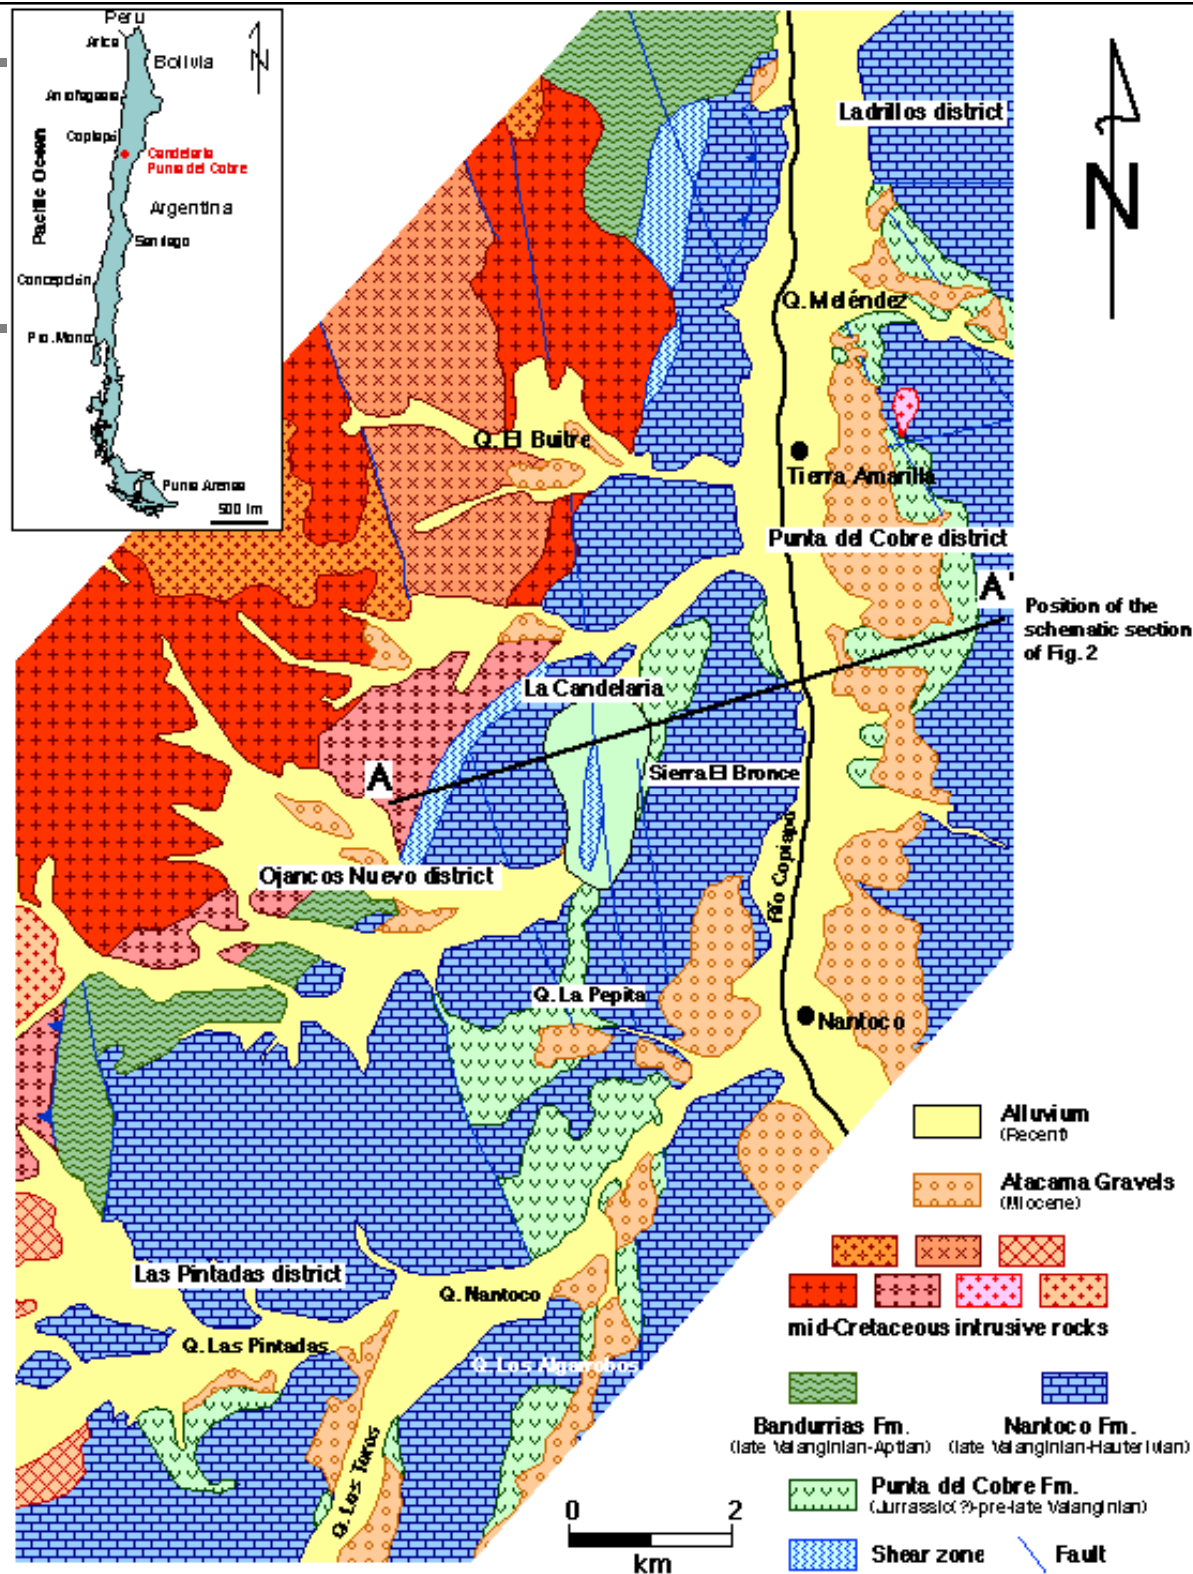 Peru
Arica
Bolivia
N
Antofagasta
Copiapó
Candelaria
Punta del Cobre
Pacific Ocean
Argentina
Santiago
Concepción
Pto. Montt
Punta Arenas
500 km
Ladrillos district
N
Q. Meléndez
Q. El Buitre
Tierra Amarilla
Punta del Cobre district
A'
Position of the
schematic section
of Fig. 2
La Candelaria
A
Sierra El Bronce
Río Copiapó
Ojancos Nuevo district
Q. La Pepita
Nantoco
Alluvium
(Recent)
Atacama Gravels
(Miocene)
Las Pintadas district
Q. Nantoco
mid-Cretaceous intrusive rocks
Q. Las Pintadas
Q. Los Algarrobos
Bandurrias Fm.
(late Valanginian-Aptian)
Nantoco Fm.
(late Valanginian-Hauterivian)
Q. Los Toros
Punta del Cobre Fm.
(Jurrassic(?)-pre-late Valanginian)
0 2
km
Shear zone
Fault